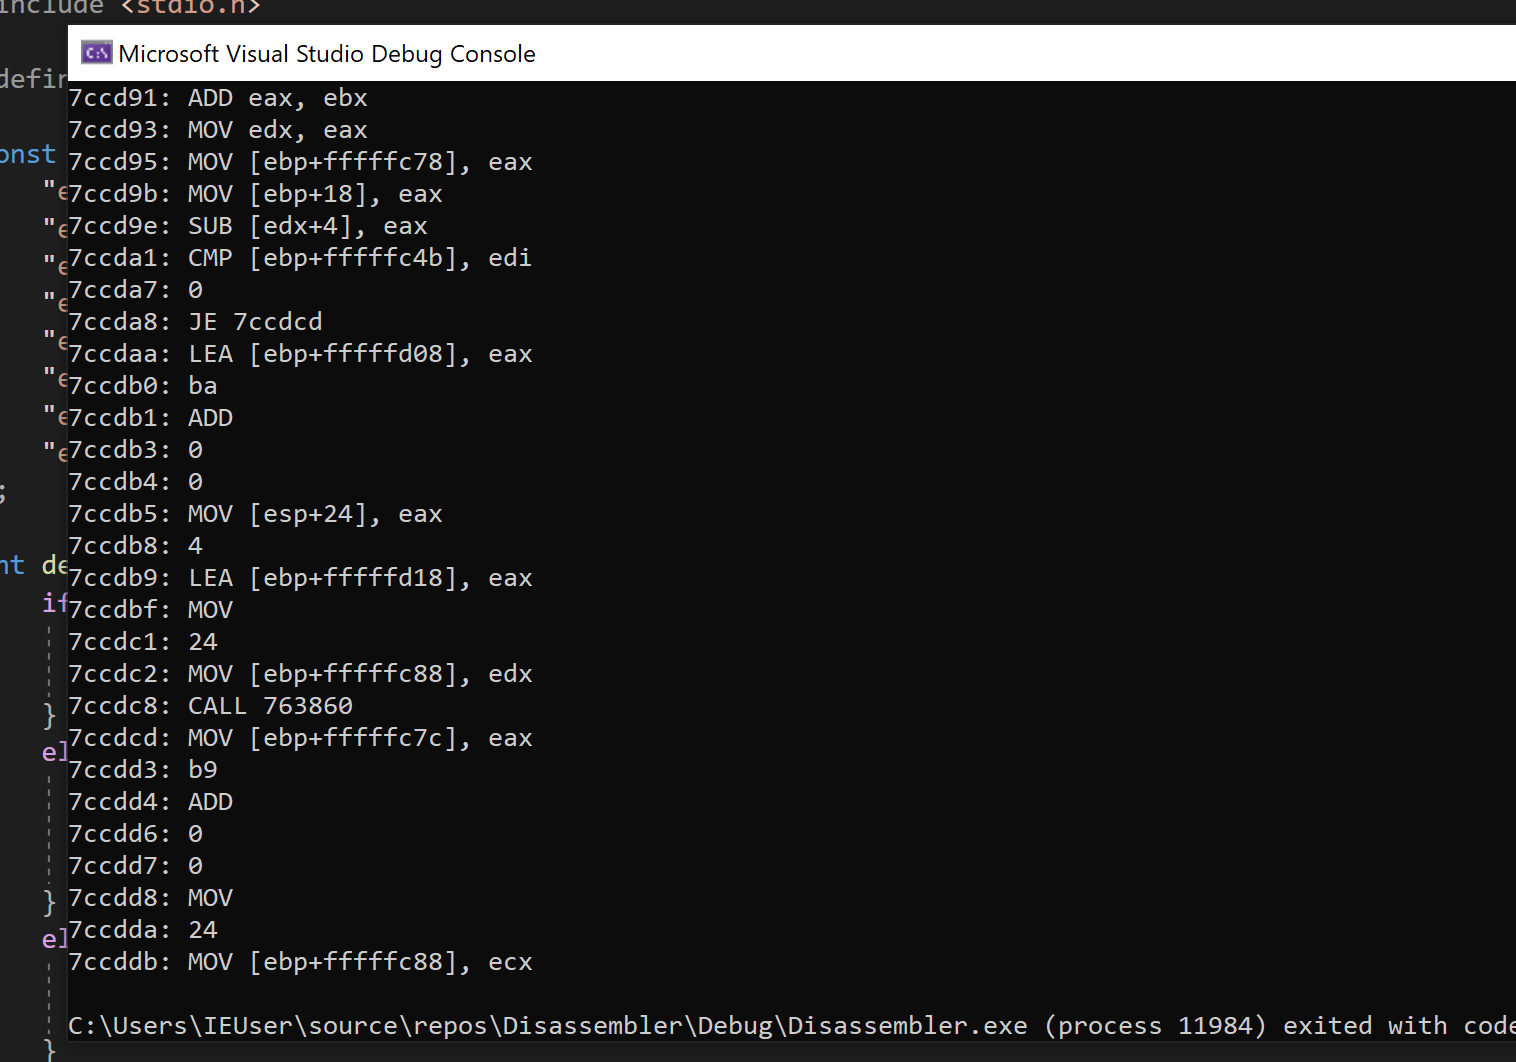 include <stdio.h>
Microsoft Visual Studio Debug Console
defin
onst
"e
"e
"e
"e
"e
"e
"e
"e
;
nt de
if
}
el
}
el
}
7ccd91: ADD eax, ebx
7ccd93: MOV edx, eax
7ccd95: MOV [ebp+fffffc78], eax
7ccd9b: MOV [ebp+18], eax
7ccd9e: SUB [edx+4], eax
7ccda1: CMP [ebp+fffffc4b], edi
7ccda7: 0
7ccda8: JE 7ccdcd
7ccdaa: LEA [ebp+fffffd08], eax
7ccdb0: ba
7ccdb1: ADD
7ccdb3: 0
7ccdb4: 0
7ccdb5: MOV [esp+24], eax
7ccdb8: 4
7ccdb9: LEA [ebp+fffffd18], eax
7ccdbf: MOV
7ccdc1: 24
7ccdc2: MOV [ebp+fffffc88], edx
7ccdc8: CALL 763860
7ccdcd: MOV [ebp+fffffc7c], eax
7ccdd3: b9
7ccdd4: ADD
7ccdd6: 0
7ccdd7: 0
7ccdd8: MOV
7ccdda: 24
7ccddb: MOV [ebp+fffffc88], ecx
C:\Users\IEUser\source\repos\Disassembler\Debug\Disassembler.exe (process 11984) exited with code